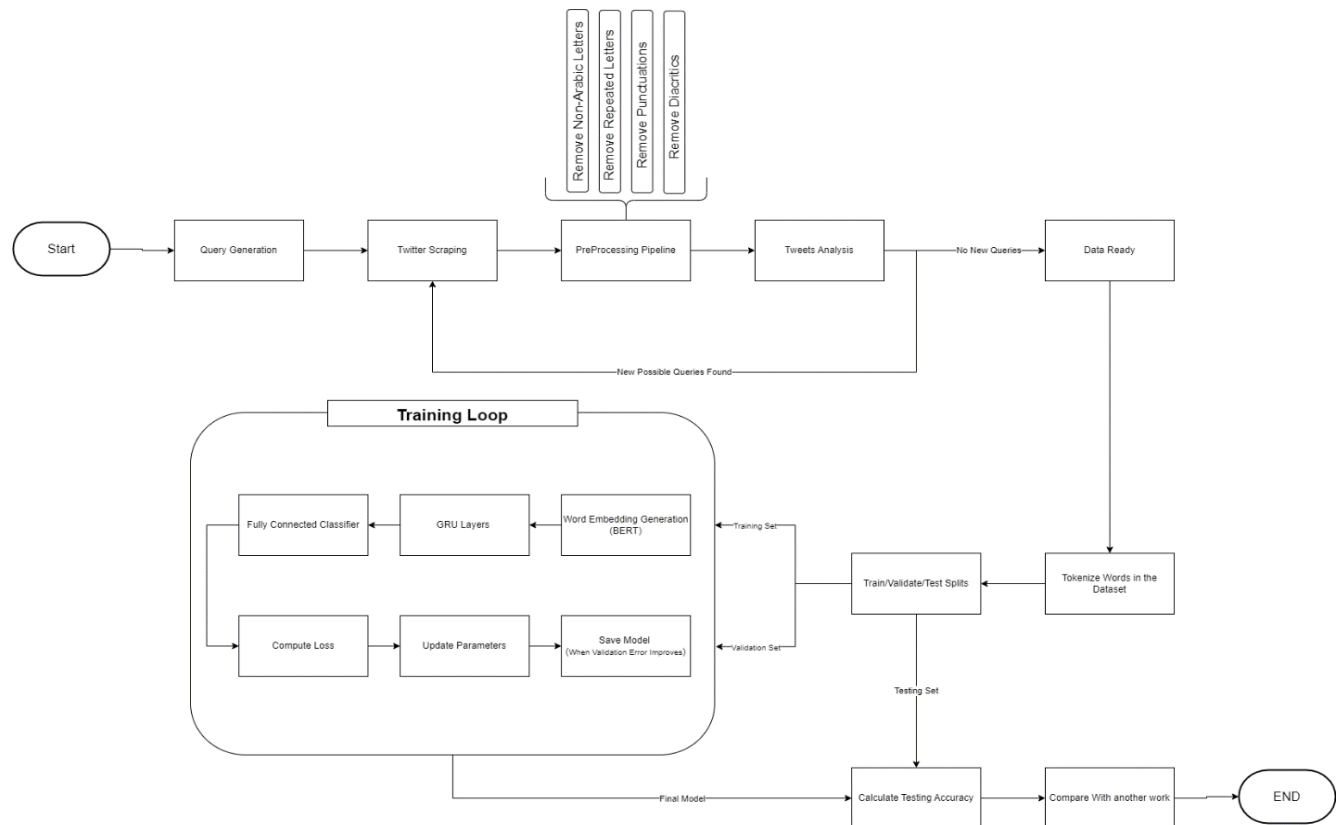 Remove Non-Arabic Letters
Remove Repeated Letters
Remove Punctuations
Remove Diacritics
Start
Query Generation
Twitter Scraping
PreProcessing Pipeline
Tweets Analysis
No New Queries
Data Ready
New Possible Queries Found
Training Loop
Fully Connected Classifier
GRU Layers
Word Embedding Generation
(BERT)
Training Set
Train/Validate/Test Splits
Tokenize Words in the
Dataset
Compute Loss
Update Parameters
Save Model
(When Validation Error Improves)
Validation Set
Testing Set
Final Model
Calculate Testing Accuracy
Compare With another work
END